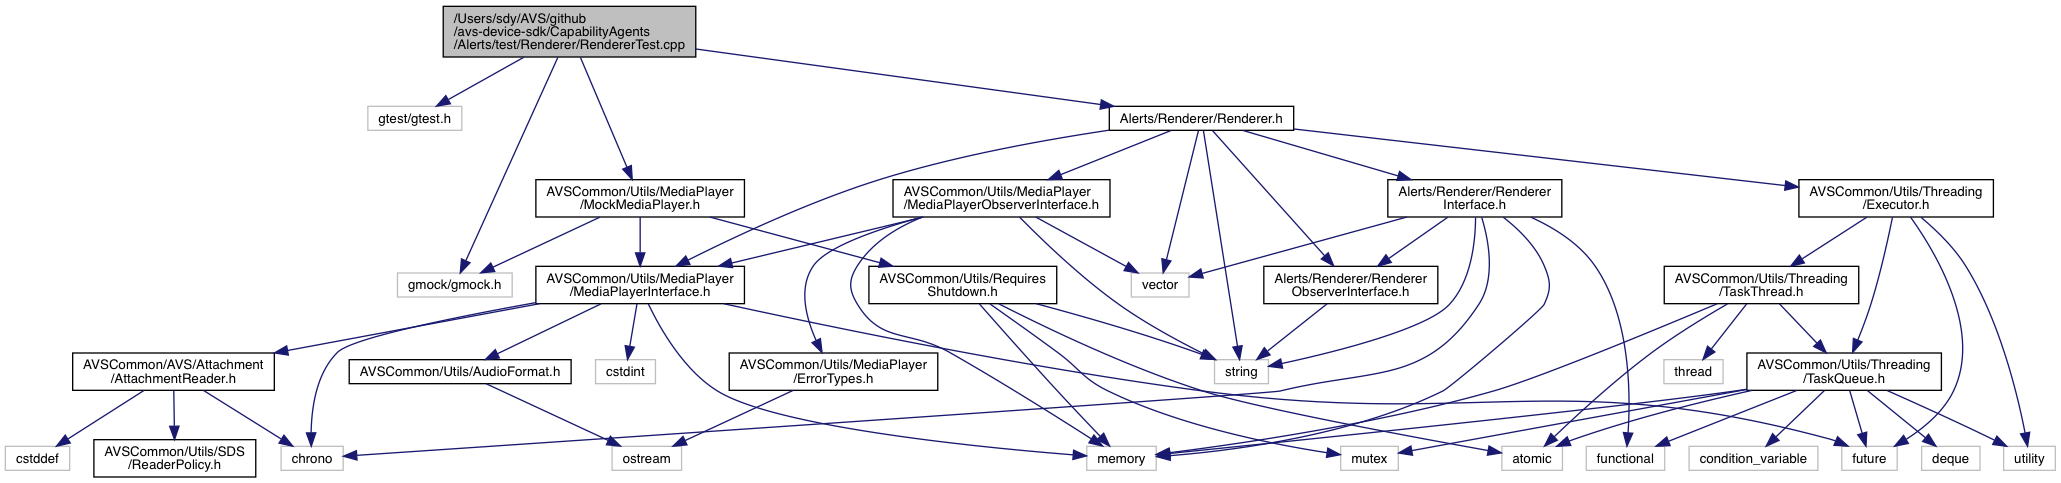 /Users/sdy/AVS/github
/avs-device-sdk/CapabilityAgents
/Alerts/test/Renderer/RendererTest.cpp
gtest/gtest.h
Alerts/Renderer/Renderer.h
AVSCommon/Utils/MediaPlayer
/MockMediaPlayer.h
AVSCommon/Utils/MediaPlayer
/MediaPlayerObserverInterface.h
Alerts/Renderer/Renderer
Interface.h
AVSCommon/Utils/Threading
/Executor.h
gmock/gmock.h
AVSCommon/Utils/MediaPlayer
/MediaPlayerInterface.h
AVSCommon/Utils/Requires
Shutdown.h
vector
Alerts/Renderer/Renderer
ObserverInterface.h
AVSCommon/Utils/Threading
/TaskThread.h
AVSCommon/AVS/Attachment
/AttachmentReader.h
AVSCommon/Utils/AudioFormat.h
cstdint
AVSCommon/Utils/MediaPlayer
/ErrorTypes.h
string
thread
AVSCommon/Utils/Threading
/TaskQueue.h
cstddef
AVSCommon/Utils/SDS
/ReaderPolicy.h
chrono
ostream
memory
mutex
atomic
functional
condition_variable
future
deque
utility